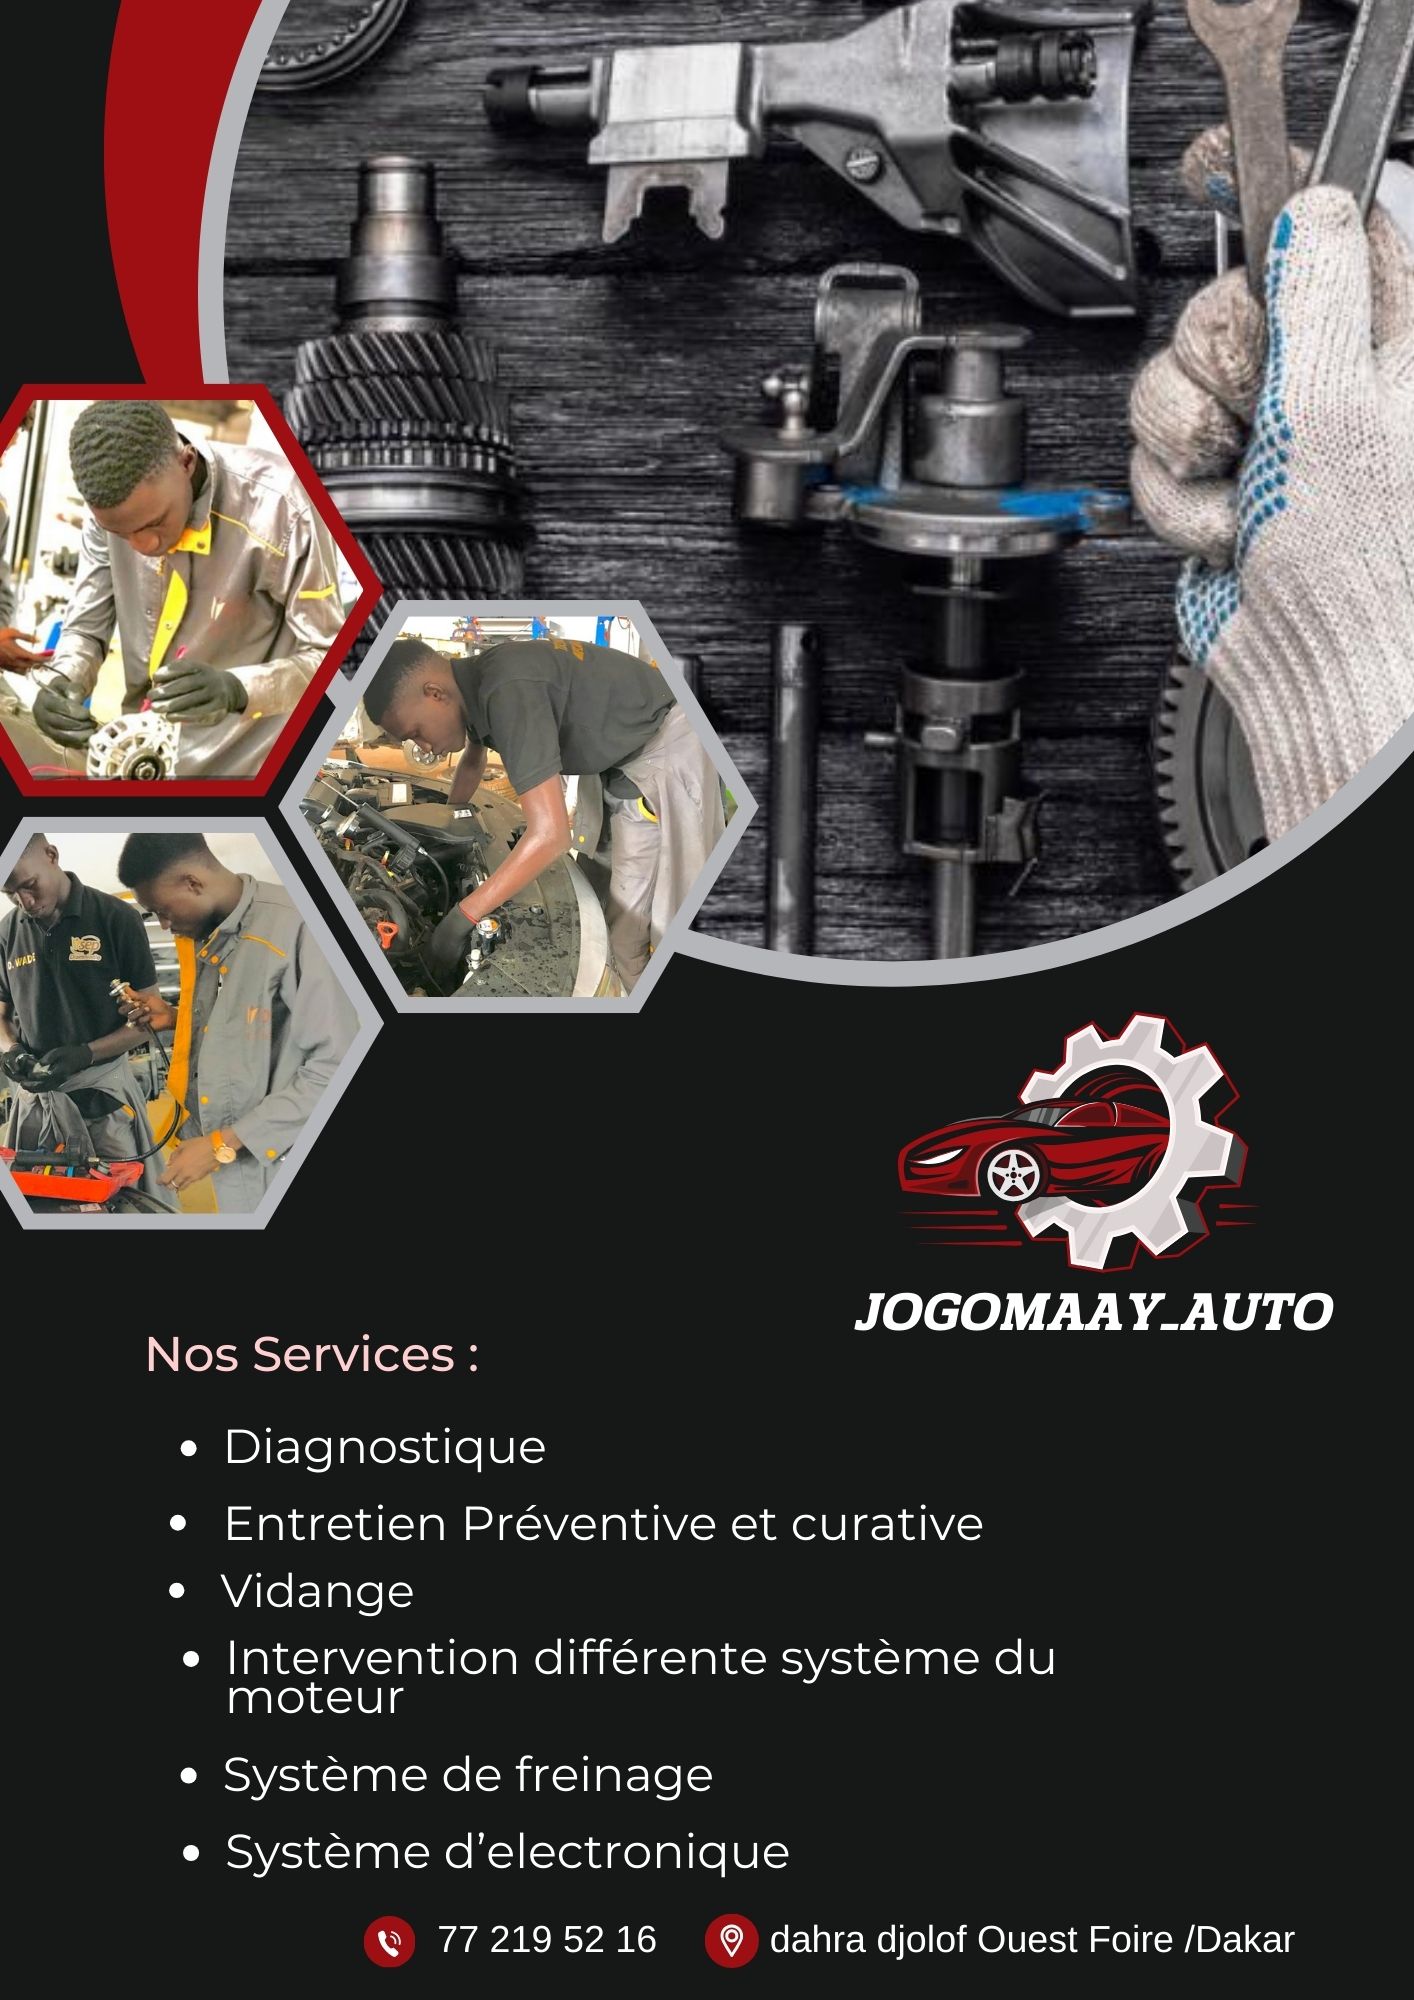 D. WADE
JOGOMAAY_AUTO
Nos Services :
Diagnostique
Entretien Préventive et curative
Vidange
Intervention différente système du
moteur
Système de freinage
Système d’electronique
77 219 52 16
dahra djolof Ouest Foire /Dakar